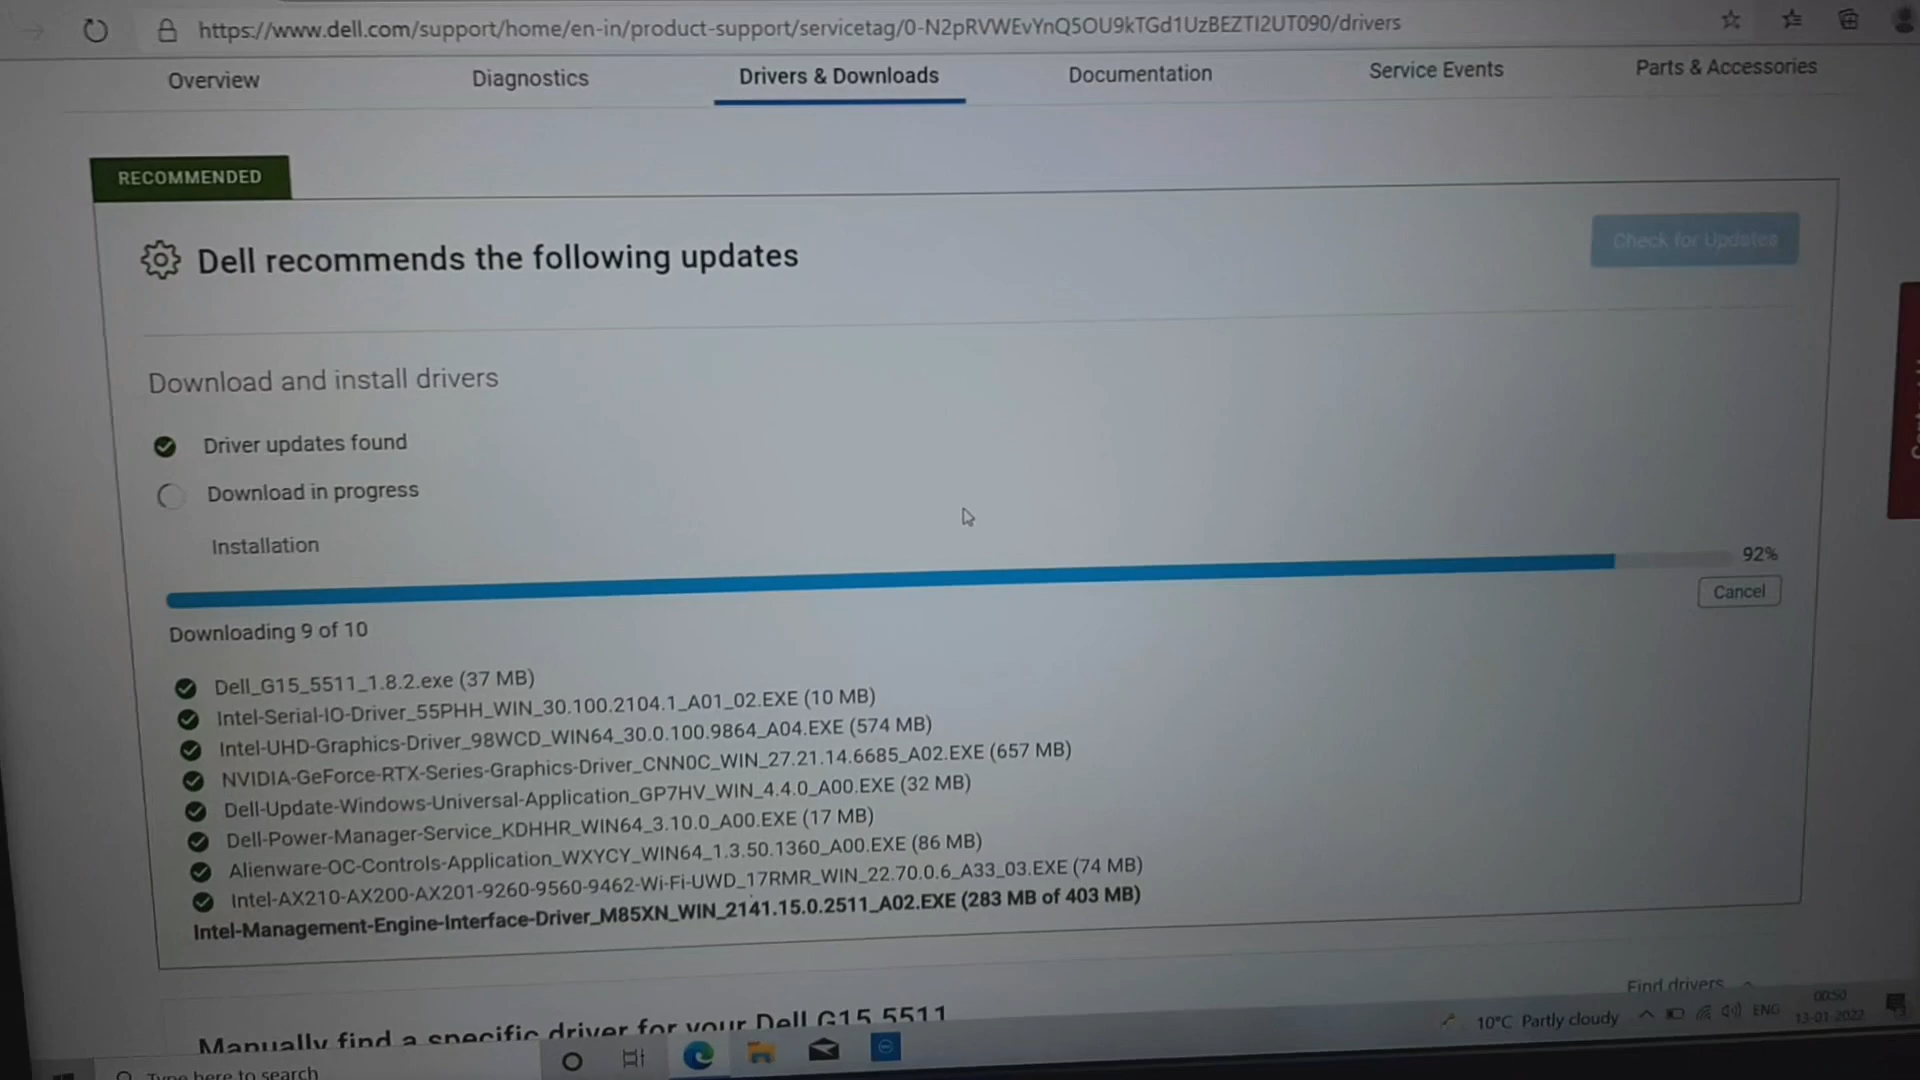 https://www.dell.com/support/home/en-in/product-support/servicetag/0-N2pRVWEvYnQ5OU9kTGd1UzBEZTI2UT090/drivers
Overview Diagnostics Drivers & Downloads Documentation Service Events Parts & Accessories
RECOMMENDED
Dell recommends the following updates
Check for Updates
Download and install drivers
Driver updates found
Download in progress
Installation
92%
Cancel
Downloading 9 of 10
Dell_G15_5511_1.8.2.exe (37 MB)
Intel-Serial-IO-Driver_55PHH_WIN_30.100.2104.1_A01_02.EXE (10 MB)
Intel-UHD-Graphics-Driver_98WCD_WIN64_30.0.100.9864_A04.EXE (574 MB)
NVIDIA-GeForce-RTX-Series-Graphics-Driver_CNN0C_WIN_27.21.14.6685_A02.EXE (657 MB)
Dell-Update-Windows-Universal-Application_GP7HV_WIN_4.4.0_A00.EXE (32 MB)
Dell-Power-Manager-Service_KDHHR_WIN64_3.10.0_A00.EXE (17 MB)
Alienware-OC-Controls-Application_WXYCY_WIN64_1.3.50.1360_A00.EXE (86 MB)
Intel-AX210-AX200-AX201-9260-9560-9462-Wi-Fi-UWD_17RMR_WIN_22.70.0.6_A33_03.EXE (74 MB)
Intel-Management-Engine-Interface-Driver_M85XN_WIN_2141.15.0.2511_A02.EXE (283 MB of 403 MB)
Find drivers
Manually find a specific driver for your Dell G15 5511
Type here to search
10°C Partly cloudy
ENG
00:50
13-01-2022